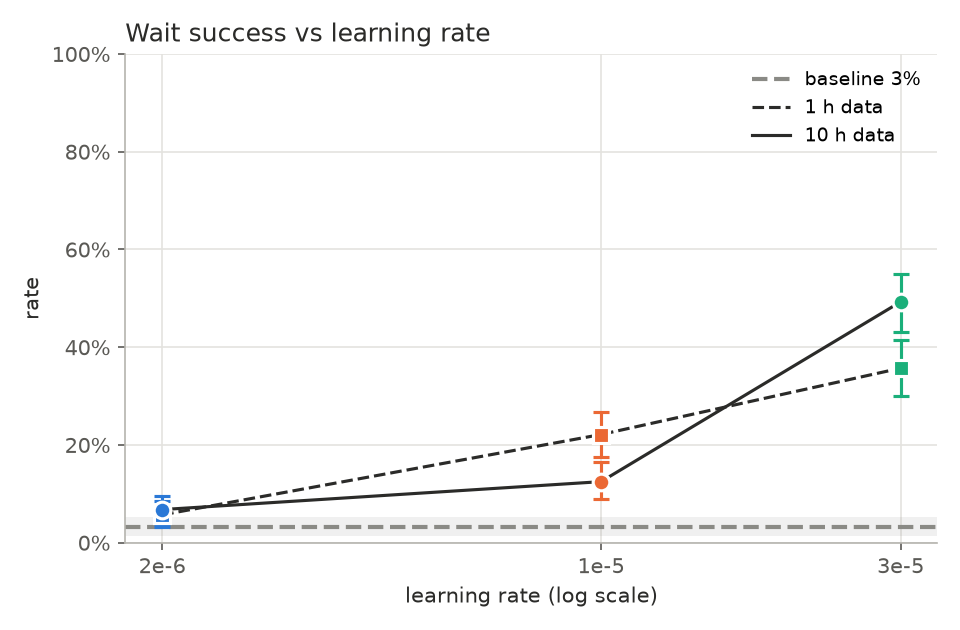 Wait success vs learning rate
100%
80%
60%
40%
20%
0%
rate
baseline 3%
1 h data
10 h data
2e-6
1e-5
3e-5
learning rate (log scale)